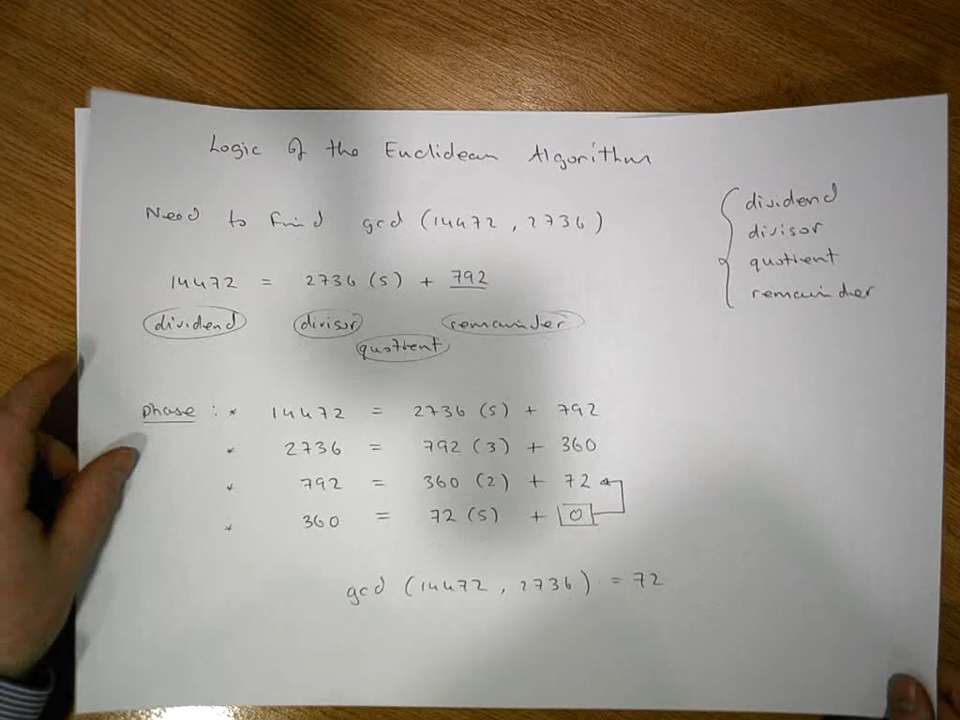 Logic of the Euclidean Algorithm
Need to find gcd (14472, 2736)
14472 = 2736 (5) + 792
dividend divisor remainder
quotient
dividend
divisor
quotient
remainder
phase : * 14472 = 2736 (5) + 792
* 2736 = 792 (3) + 360
* 792 = 360 (2) + 72
* 360 = 72 (5) + 0
gcd (14472, 2736) = 72